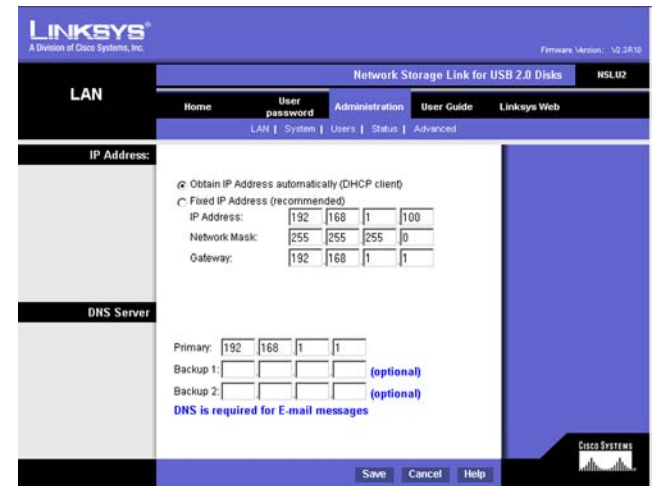 LINKSYS®
A Division of Cisco Systems, Inc.
Firmware Version: V2.3R10
Network Storage Link for USB 2.0 Disks NSLU2
LAN
Home User password Administration User Guide Linksys Web
LAN | System | Users | Status | Advanced
IP Address:
Obtain IP Address automatically (DHCP client)
Fixed IP Address (recommended)
IP Address: 192 .168 .1 .100
Network Mask: 255 .255 .255 .0
Gateway: 192 .168 .1 .1
DNS Server
Primary: 192 .168 .1 .1
Backup 1: . . . (optional)
Backup 2: . . . (optional)
DNS is required for E-mail messages
CISCO SYSTEMS
Save Cancel Help